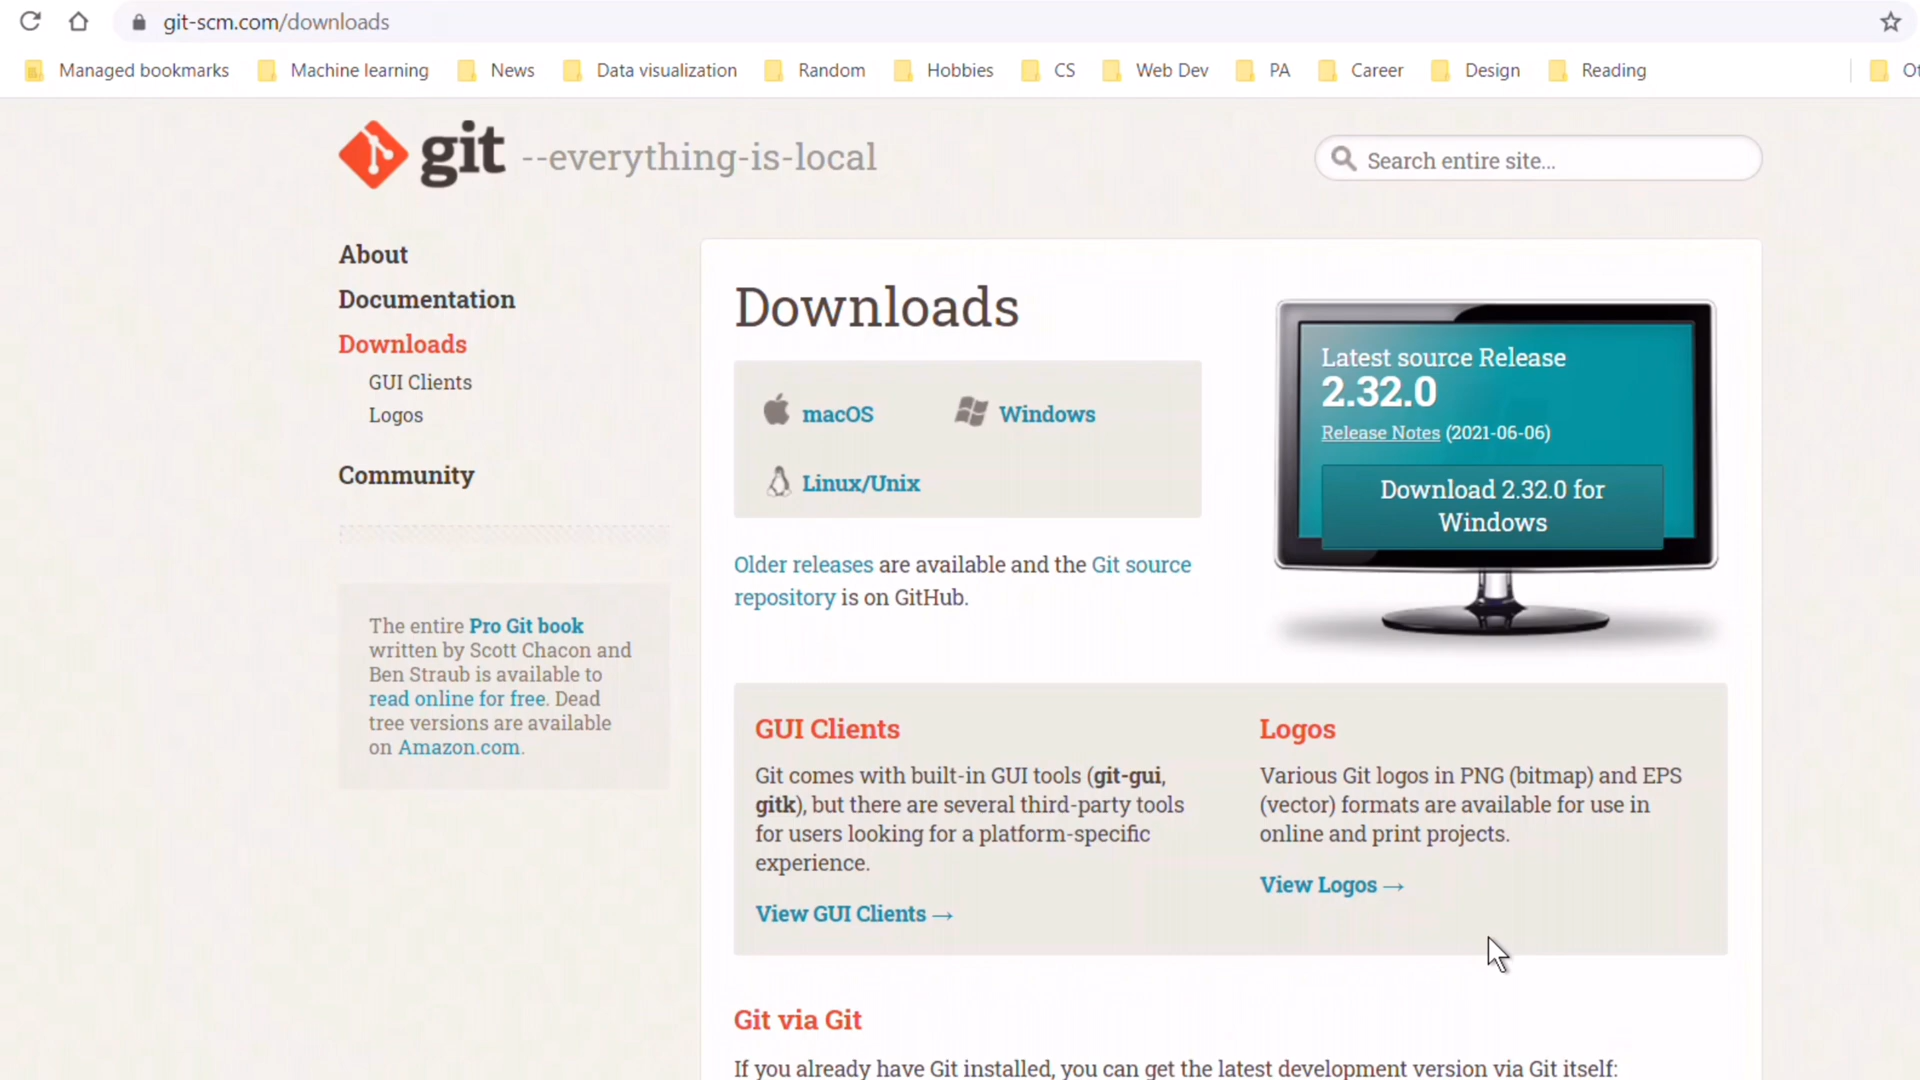 git-scm.com/downloads
Managed bookmarks Machine learning News Data visualization Random Hobbies CS Web Dev PA Career Design Reading
git --everything-is-local
Search entire site...
About
Documentation
Downloads
GUI Clients
Logos
Community
The entire Pro Git book
written by Scott Chacon and
Ben Straub is available to
read online for free. Dead
tree versions are available
on Amazon.com.
Downloads
macOS Windows
Linux/Unix
Older releases are available and the Git source
repository is on GitHub.
Latest source Release
2.32.0
Release Notes (2021-06-06)
Download 2.32.0 for
Windows
GUI Clients
Git comes with built-in GUI tools (git-gui,
gitk), but there are several third-party tools
for users looking for a platform-specific
experience.
View GUI Clients →
Logos
Various Git logos in PNG (bitmap) and EPS
(vector) formats are available for use in
online and print projects.
View Logos →
Git via Git
If you already have Git installed, you can get the latest development version via Git itself: